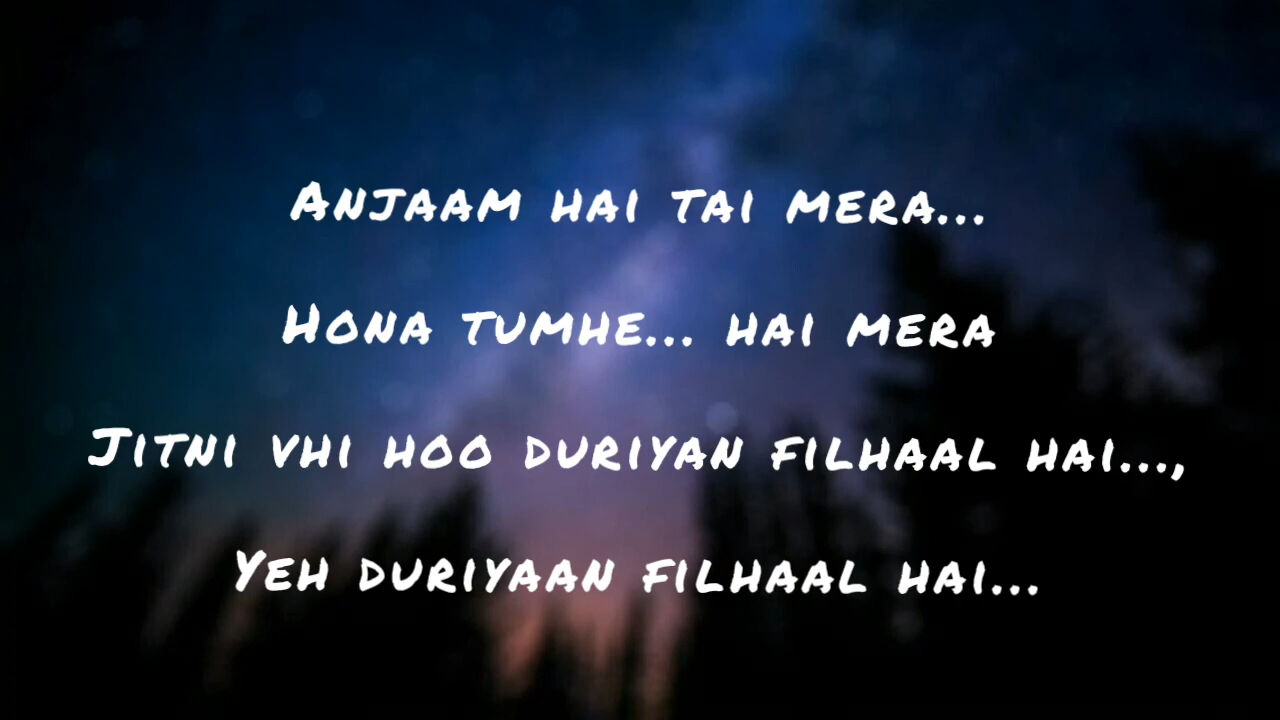 Anjaam hai tai mera...
Hona tumhe... hai mera
Jitni vhi hoo duriyan filhaal hai...,
Yeh duriyaan filhaal hai...